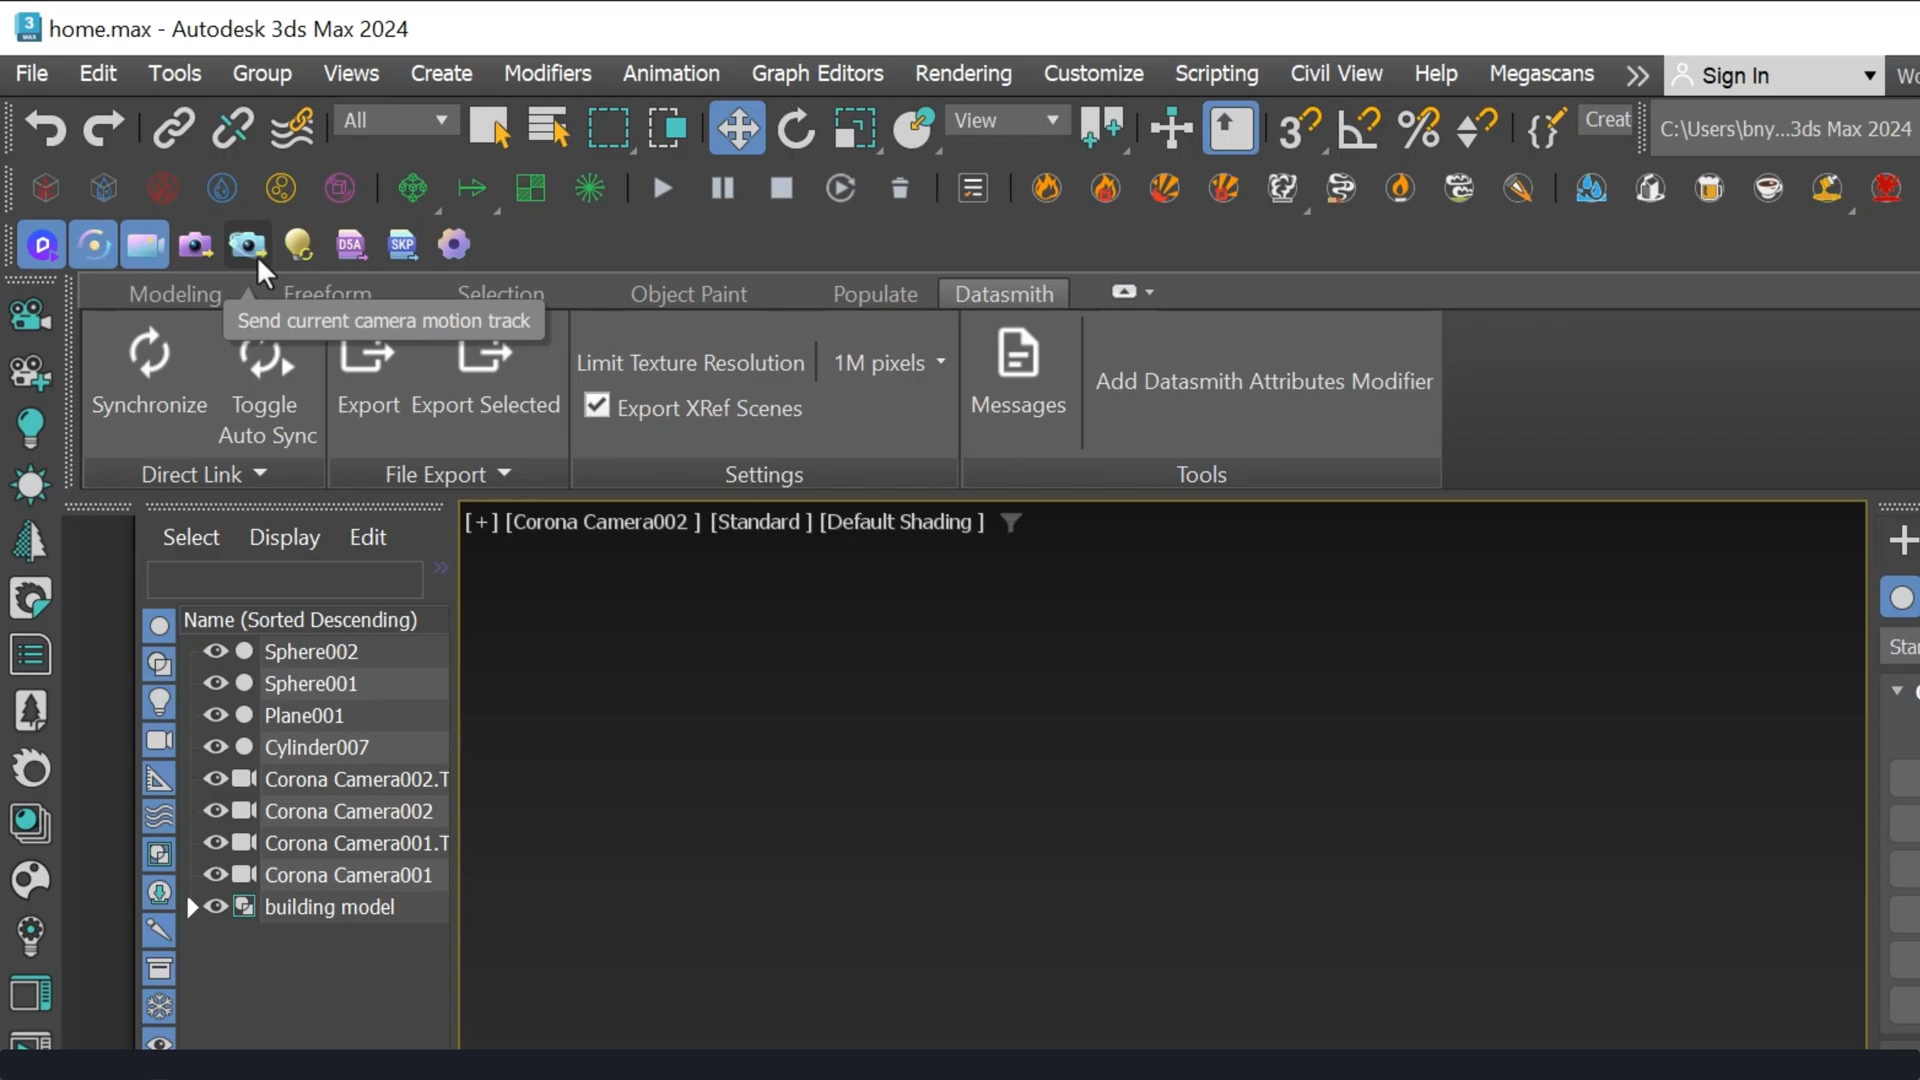 home.max - Autodesk 3ds Max 2024
File Edit Tools Group Views Create Modifiers Animation Graph Editors Rendering Customize Scripting Civil View Help Megascans Sign In
All View Creat C:\Users\bny...3ds Max 2024
D5A SKP
Modeling Freeform Selection Object Paint Populate Datasmith
Send current camera motion track
Limit Texture Resolution 1M pixels
Add Datasmith Attributes Modifier
Synchronize Toggle Export Export Selected Export XRef Scenes Messages
Auto Sync
Direct Link File Export Settings Tools
[+] [Corona Camera002 ] [Standard ] [Default Shading ]
Select Display Edit
Name (Sorted Descending)
Sphere002
Sphere001
Plane001
Cylinder007
Corona Camera002.T
Corona Camera002
Corona Camera001.T
Corona Camera001
building model